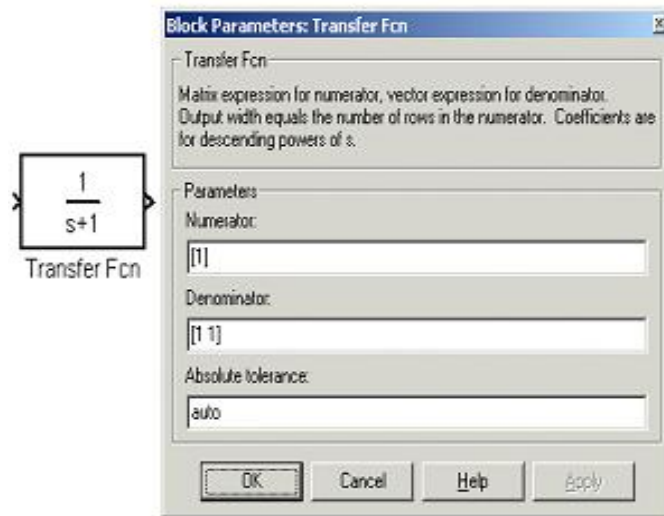 Block Parameters: Transfer Fcn
Transfer Fcn
Matrix expression for numerator, vector expression for denominator.
Output width equals the number of rows in the numerator. Coefficients are
for descending powers of s.
1
s+1
Transfer Fcn
Parameters
Numerator:
[1]
Denominator:
[1 1]
Absolute tolerance:
auto
OK
Cancel
Help
Apply